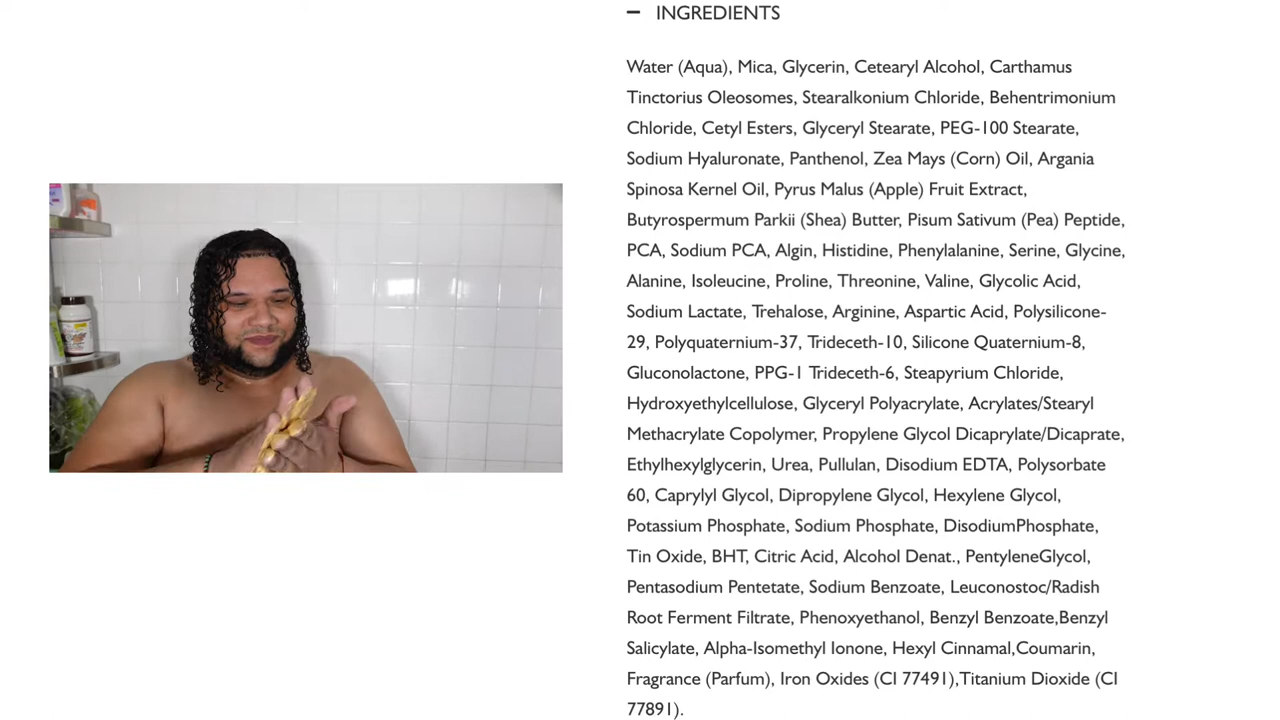 — INGREDIENTS
Water (Aqua), Mica, Glycerin, Cetearyl Alcohol, Carthamus
Tinctorius Oleosomes, Stearalkonium Chloride, Behentrimonium
Chloride, Cetyl Esters, Glyceryl Stearate, PEG-100 Stearate,
Sodium Hyaluronate, Panthenol, Zea Mays (Corn) Oil, Argania
Spinosa Kernel Oil, Pyrus Malus (Apple) Fruit Extract,
Butyrospermum Parkii (Shea) Butter, Pisum Sativum (Pea) Peptide,
PCA, Sodium PCA, Algin, Histidine, Phenylalanine, Serine, Glycine,
Alanine, Isoleucine, Proline, Threonine, Valine, Glycolic Acid,
Sodium Lactate, Trehalose, Arginine, Aspartic Acid, Polysilicone-
29, Polyquaternium-37, Trideceth-10, Silicone Quaternium-8,
Gluconolactone, PPG-1 Trideceth-6, Steapyrium Chloride,
Hydroxyethylcellulose, Glyceryl Polyacrylate, Acrylates/Stearyl
Methacrylate Copolymer, Propylene Glycol Dicaprylate/Dicaprate,
Ethylhexylglycerin, Urea, Pullulan, Disodium EDTA, Polysorbate
60, Caprylyl Glycol, Dipropylene Glycol, Hexylene Glycol,
Potassium Phosphate, Sodium Phosphate, DisodiumPhosphate,
Tin Oxide, BHT, Citric Acid, Alcohol Denat., PentyleneGlycol,
Pentasodium Pentetate, Sodium Benzoate, Leuconostoc/Radish
Root Ferment Filtrate, Phenoxyethanol, Benzyl Benzoate,Benzyl
Salicylate, Alpha-Isomethyl Ionone, Hexyl Cinnamal,Coumarin,
Fragrance (Parfum), Iron Oxides (CI 77491),Titanium Dioxide (CI
77891).